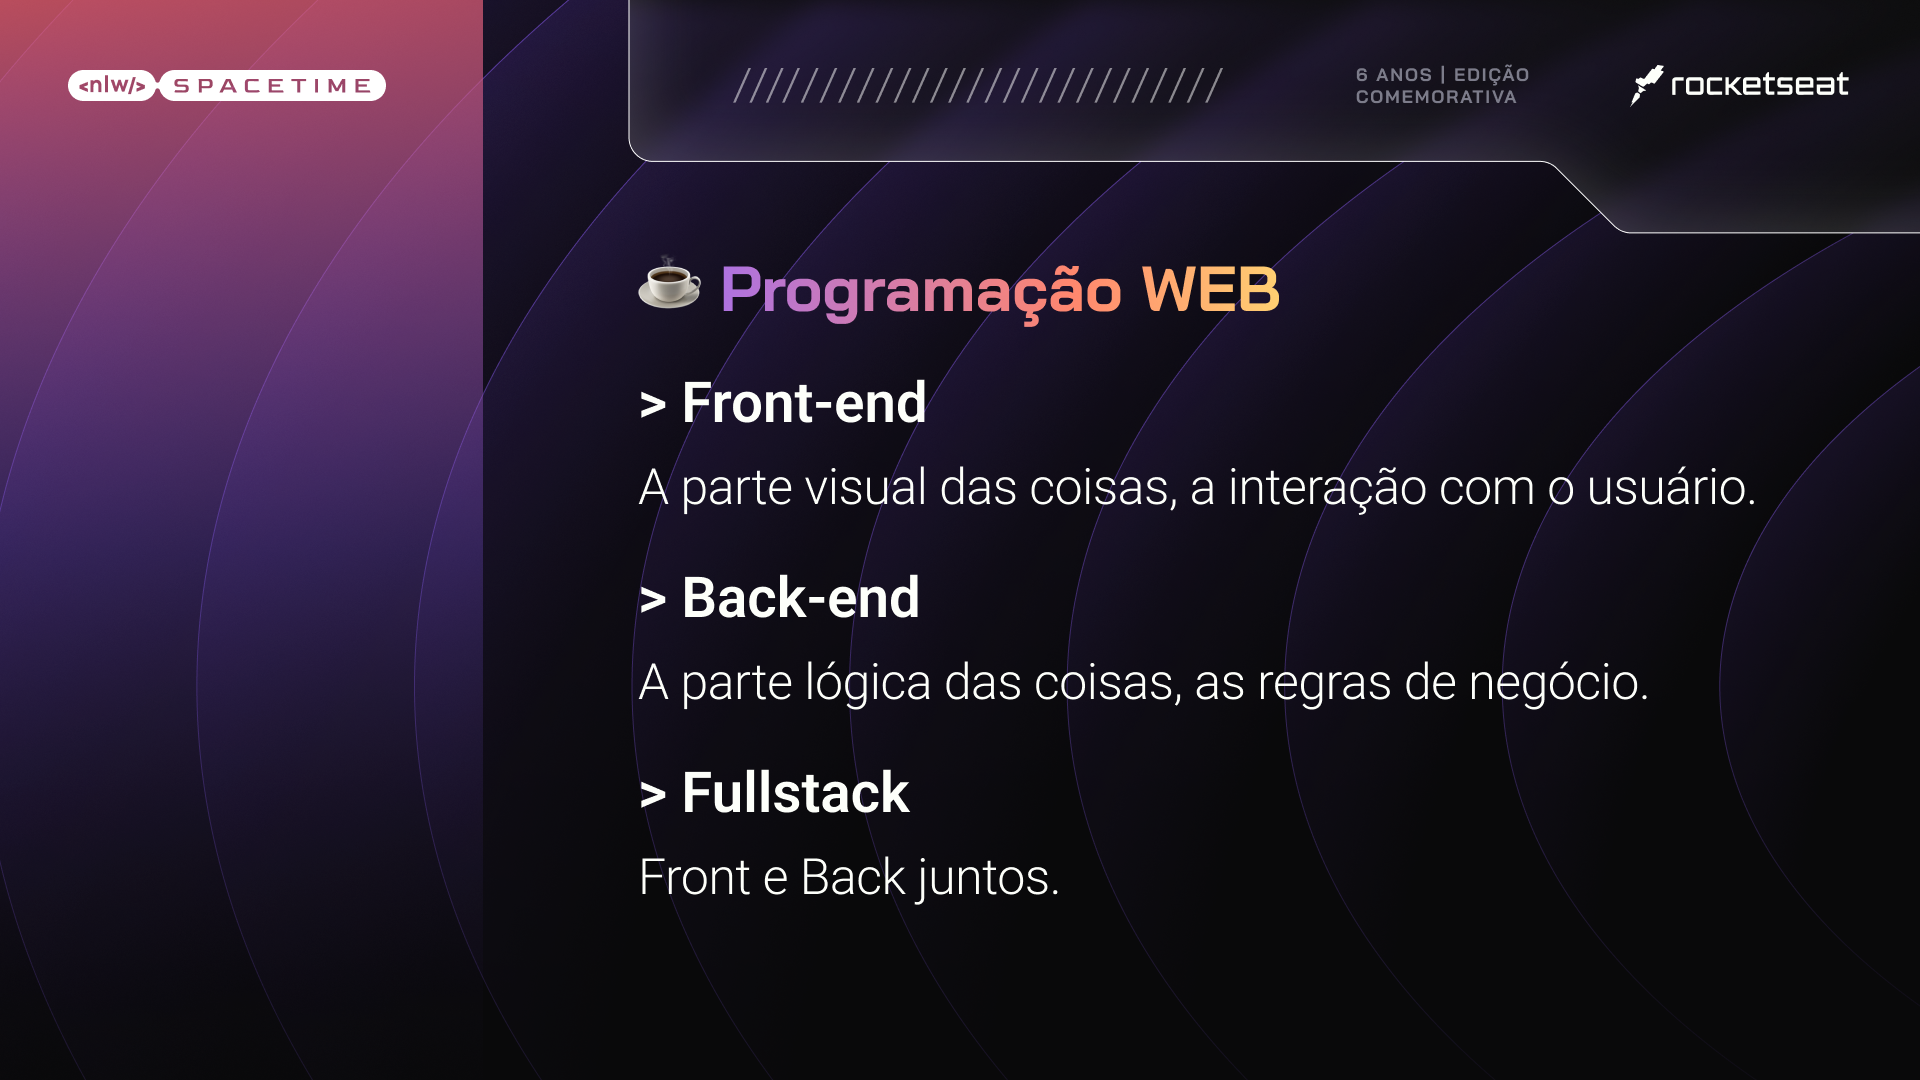 <nlw/> SPACETIME
6 ANOS | EDIÇÃO
COMEMORATIVA
rocketseat
Programação WEB
> Front-end
A parte visual das coisas, a interação com o usuário.
> Back-end
A parte lógica das coisas, as regras de negócio.
> Fullstack
Front e Back juntos.